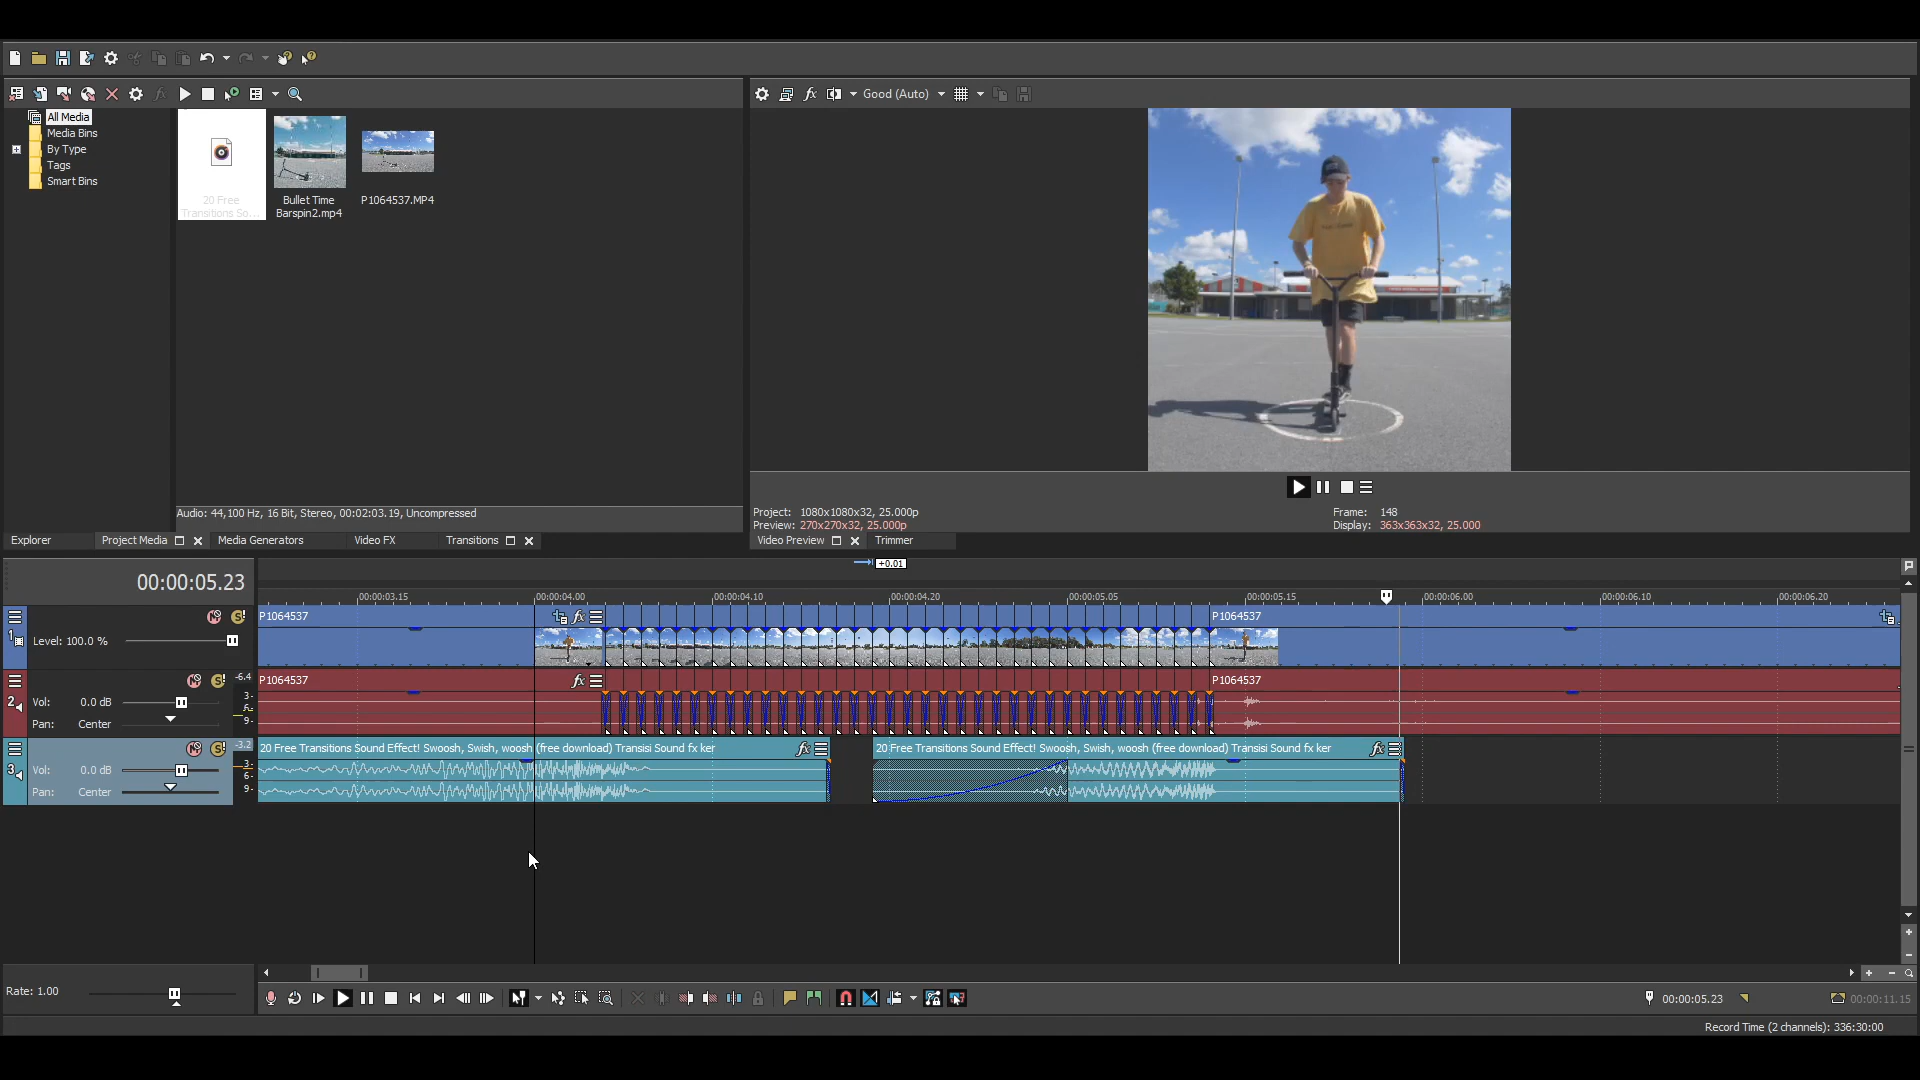 Good (Auto)
All Media
Media Bins
By Type
Tags
Smart Bins
20 Free
Transitions So...
Bullet Time
Barspin2.mp4
P1064537.MP4
Audio: 44,100 Hz, 16 Bit, Stereo, 00:02:03.19, Uncompressed
Project: 1080x1080x32, 25.000p
Preview: 270x270x32, 25.000p
Frame: 148
Display: 363x363x32, 25.000
Explorer
Project Media
Media Generators
Video FX
Transitions
Video Preview
Trimmer
+0.01
00:00:05.23
00:00:03.15
00:00:04.00
00:00:04.10
00:00:04.20
00:00:05.05
00:00:05.15
00:00:06.00
00:00:06.10
00:00:06.20
1
Level: 100.0 %
P1064537
P1064537
2
Vol: 0.0 dB
Pan: Center
-6.4
3-
9-
P1064537
P1064537
3
Vol: 0.0 dB
Pan: Center
-3.2
3-
6-
9-
20 Free Transitions Sound Effect! Swoosh, Swish, woosh (free download) Transisi Sound fx ker
20 Free Transitions Sound Effect! Swoosh, Swish, woosh (free download) Transisi Sound fx ker
Rate: 1.00
00:00:05.23
00:00:11.15
Record Time (2 channels): 336:30:00